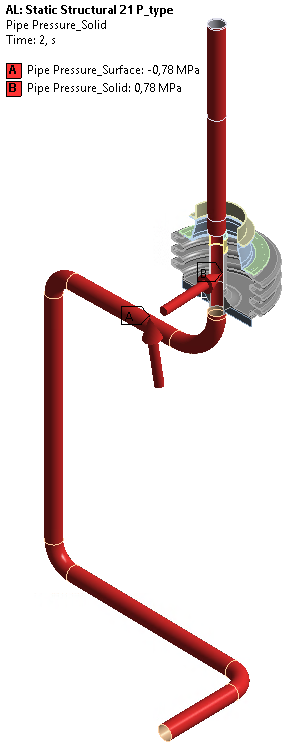 AL: Static Structural 21 P_type
Pipe Pressure_Solid
Time: 2, s
A Pipe Pressure_Surface: -0,78 MPa
B Pipe Pressure_Solid: 0,78 MPa
B
A